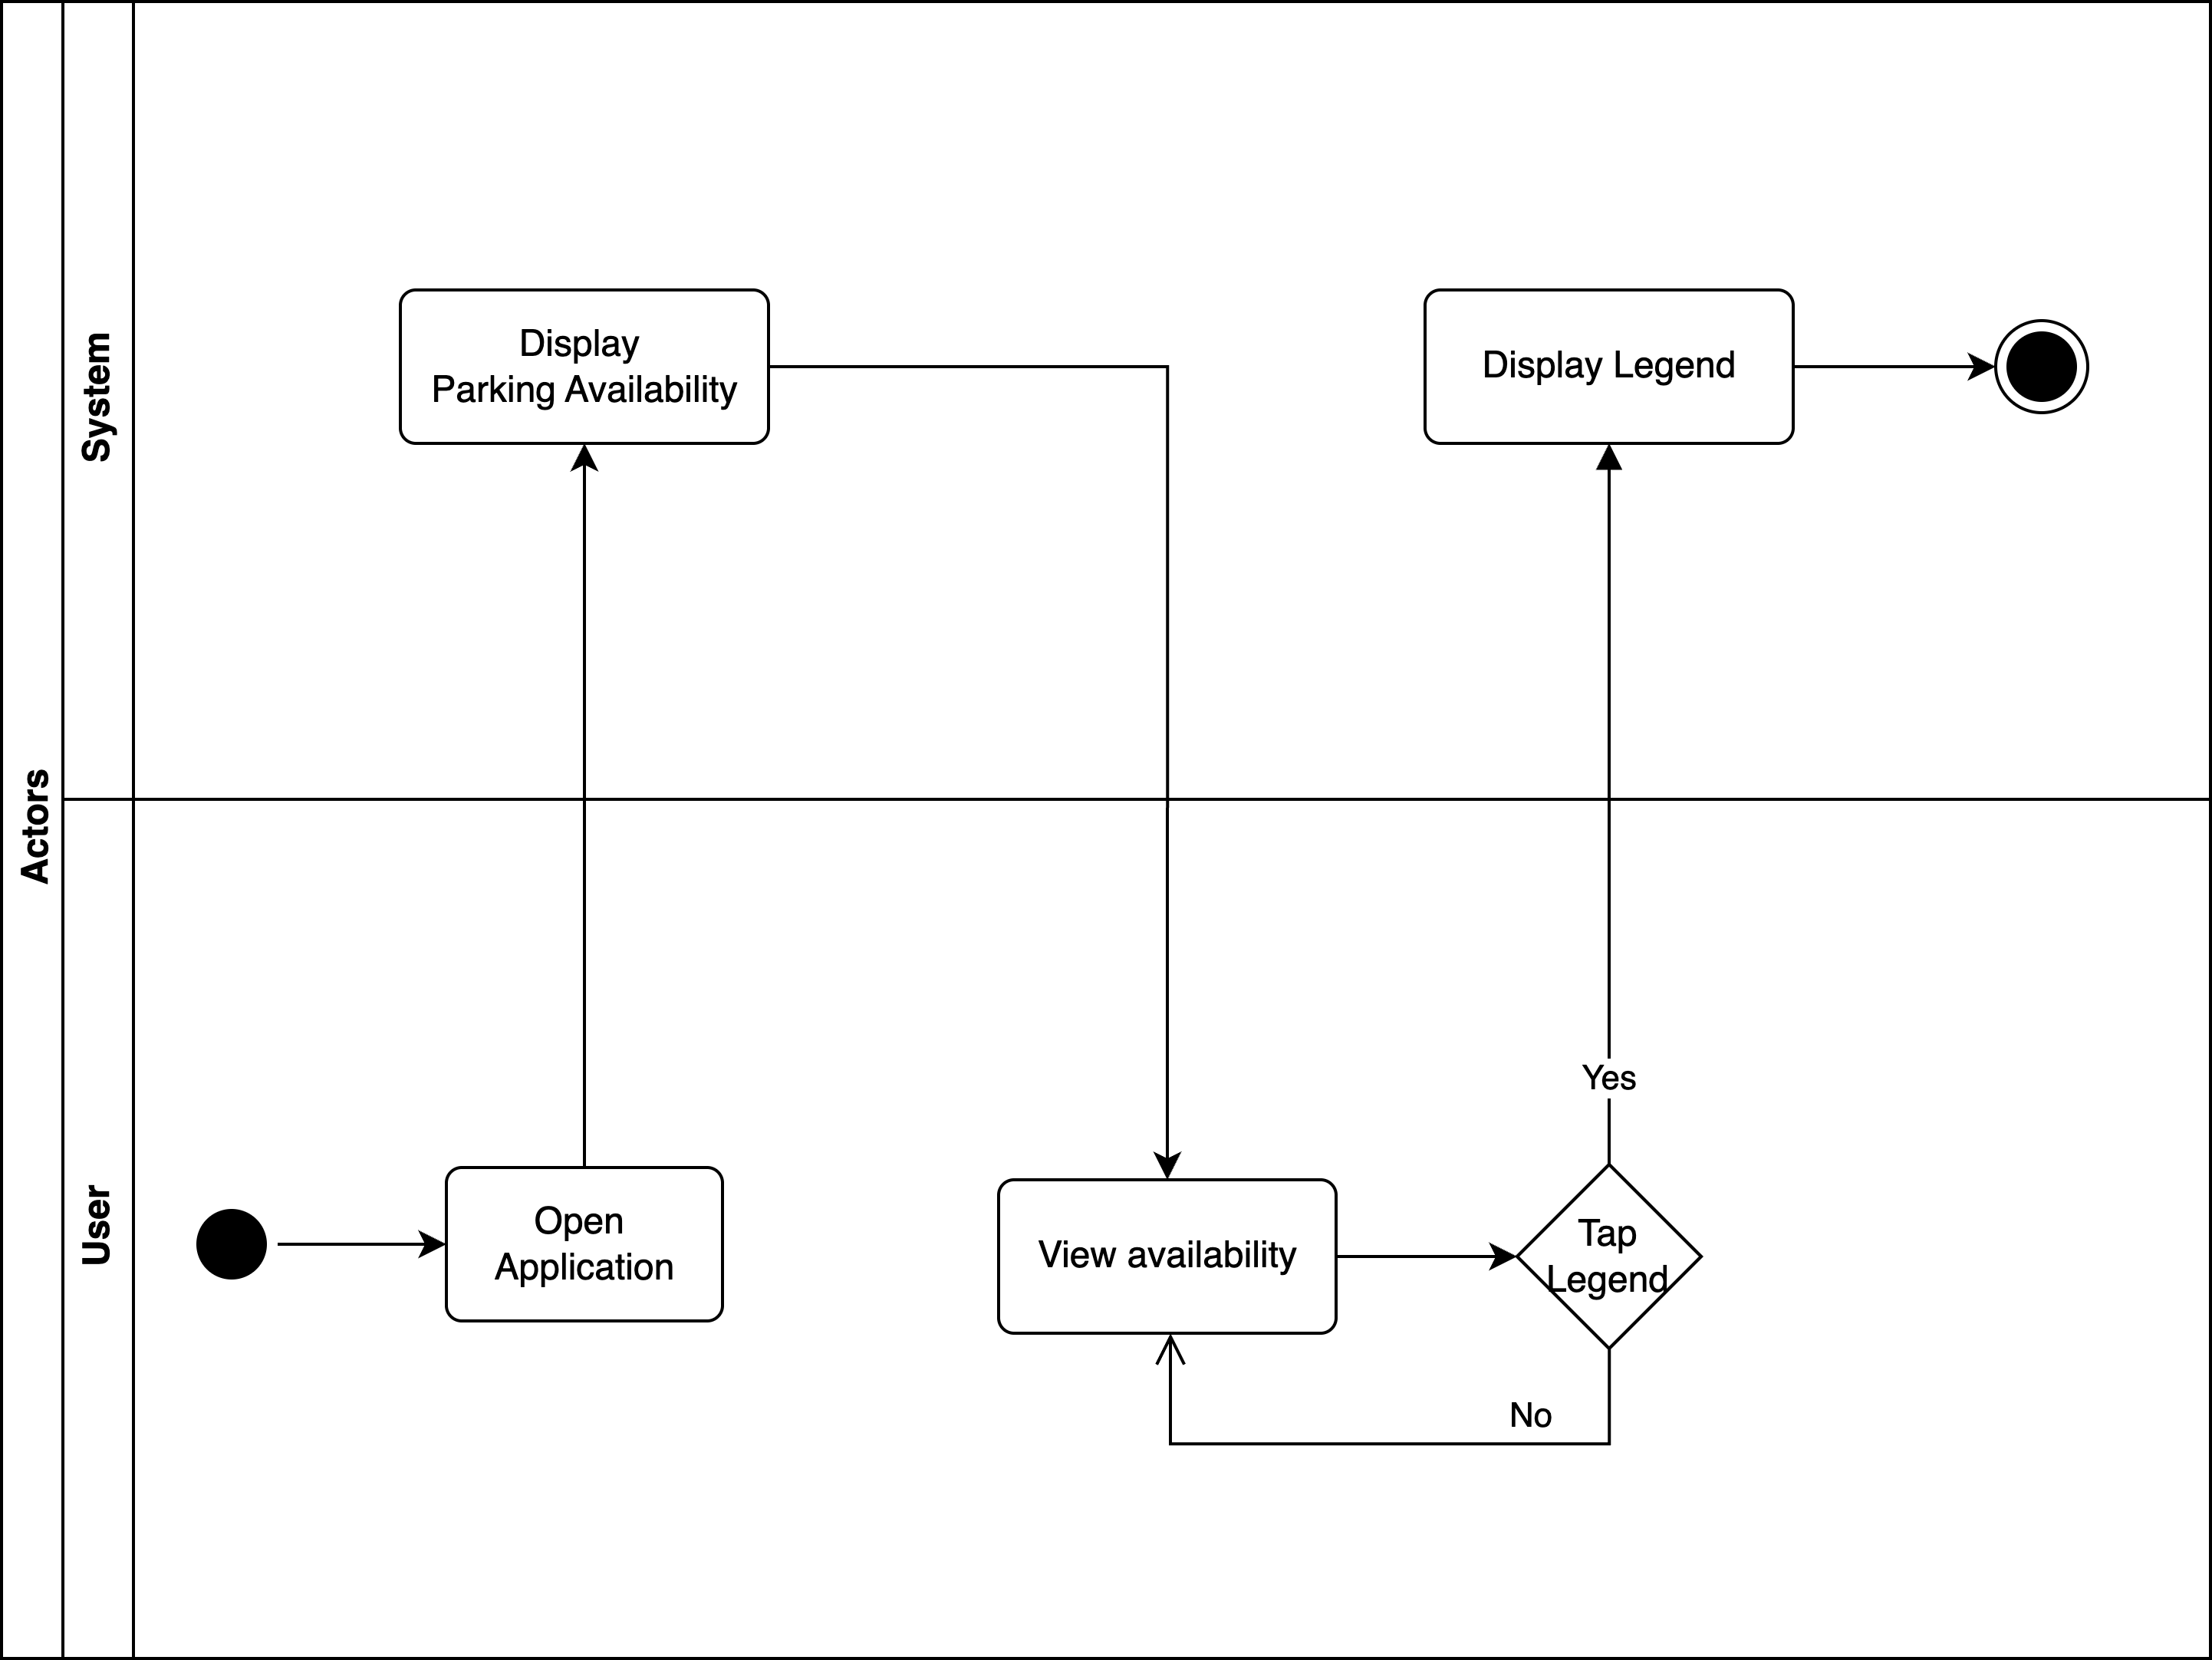 Actors
System
Display
Parking Availability
Display Legend
User
Open
Application
View availability
Yes
Tap
Legend
No